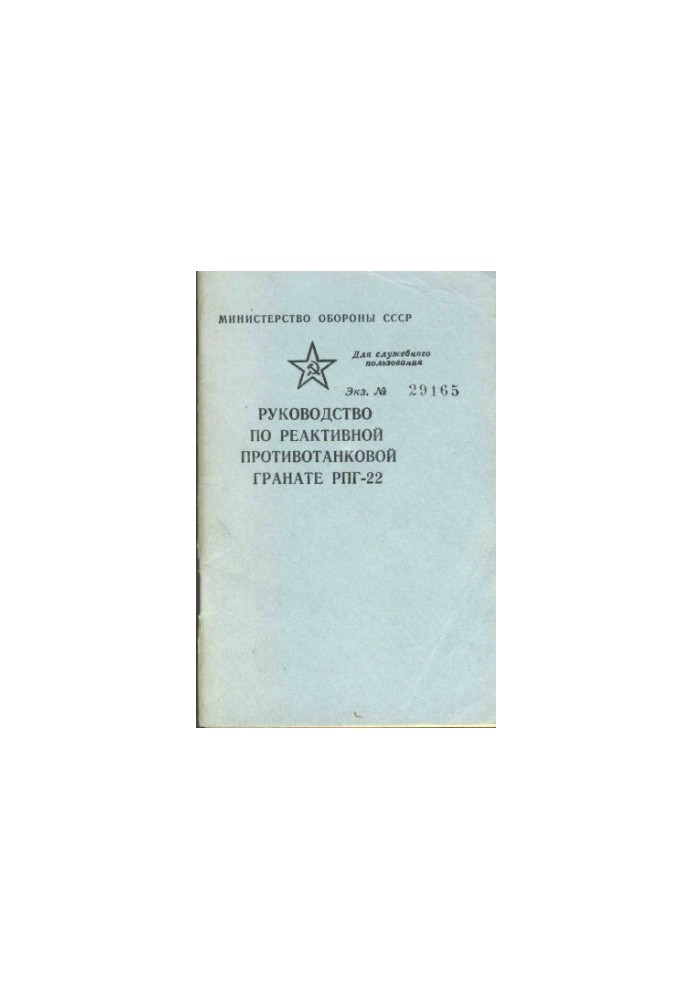 МИНИСТЕРСТВО ОБОРОНЫ СССР
Для служебного
пользования
Экз. № 29165
РУКОВОДСТВО
ПО РЕАКТИВНОЙ
ПРОТИВОТАНКОВОЙ
ГРАНАТЕ РПГ-22